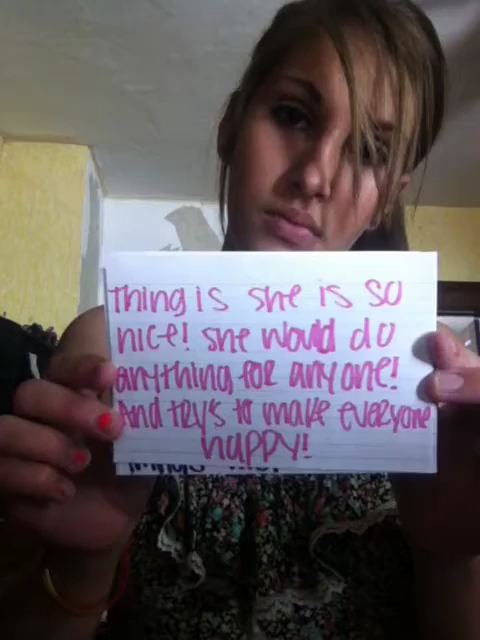 Thing is she is so
nice! she would do
anything for anyone!
And try's to make everyone
happy!